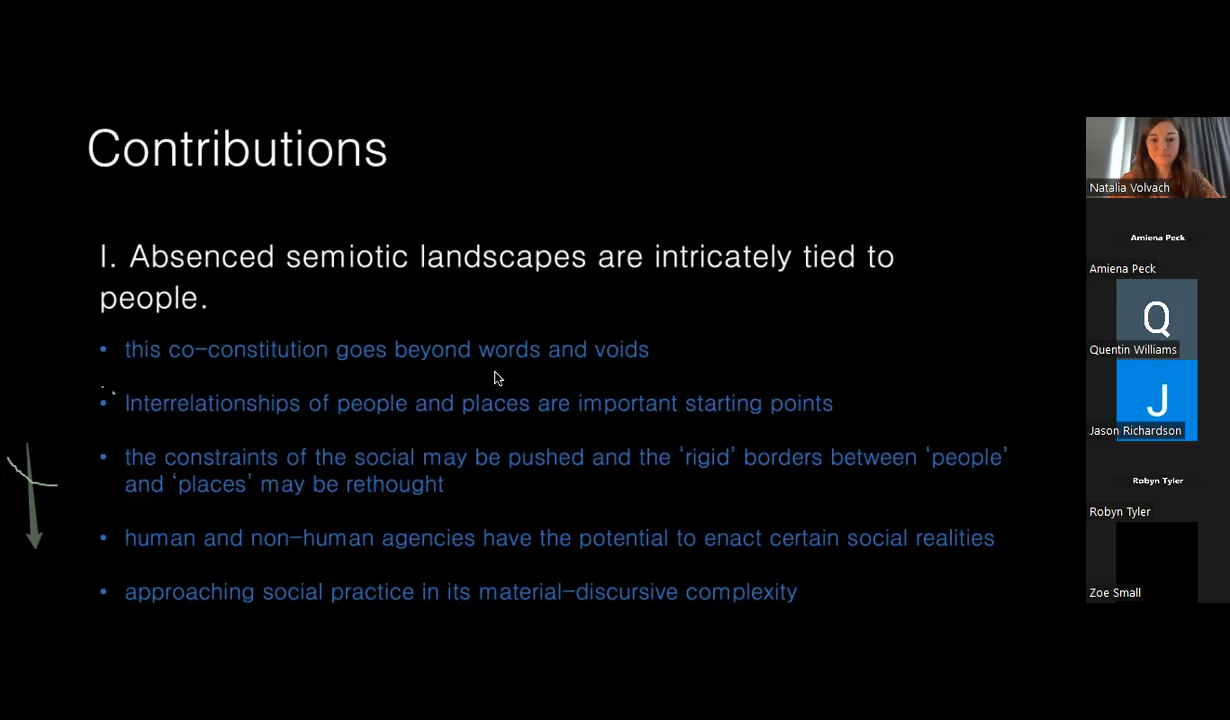 Contributions
I. Absenced semiotic landscapes are intricately tied to
people.
• this co-constitution goes beyond words and voids
• Interrelationships of people and places are important starting points
• the constraints of the social may be pushed and the ‘rigid’ borders between ‘people’
and ‘places’ may be rethought
• human and non-human agencies have the potential to enact certain social realities
• approaching social practice in its material-discursive complexity
Natalia Volvach
Amiena Peck
Amiena Peck
Q
Quentin Williams
J
Jason Richardson
Robyn Tyler
Robyn Tyler
Zoe Small